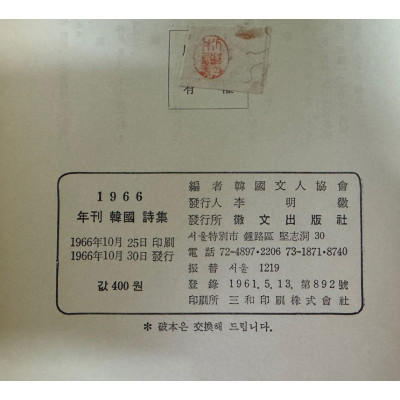 有
1966
年刊 韓國 詩集
1966年10月 25日 印刷
1966年10月 30日 發行
값 400원
編者 韓國文人協會
發行人 李明徽
發行所 徽文出版社
서울特別市 鍾路區 堅志洞 30
電話 72-4897·2206 73-1871·8740
振替 서울 1219
登錄 1961.5.13. 第892號
印刷所 三和印刷株式會社
※ 破本은 交換해 드립니다.